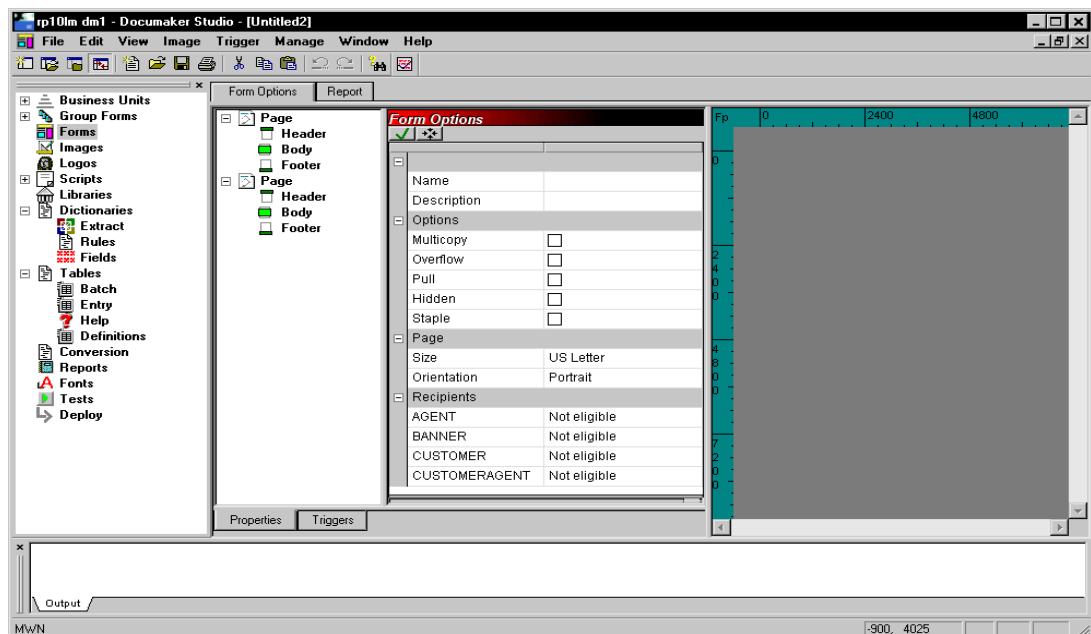 rp10lm dm1 - Documaker Studio - [Untitled2]
File Edit View Image Trigger Manage Window Help
Business Units
Group Forms
Forms
Images
Logos
Scripts
Libraries
Dictionaries
Extract
Rules
Fields
Tables
Batch
Entry
Help
Definitions
Conversion
Reports
Fonts
Tests
Deploy
Form Options Report
Page
Header
Body
Footer
Page
Header
Body
Footer
Form Options
Name
Description
Options
Multicopy
Overflow
Pull
Hidden
Staple
Page
Size US Letter
Orientation Portrait
Recipients
AGENT Not eligible
BANNER Not eligible
CUSTOMER Not eligible
CUSTOMERAGENT Not eligible
Properties Triggers
Fp 0 2400 4800
0
2400
4800
7200
Output
MWN -900, 4025